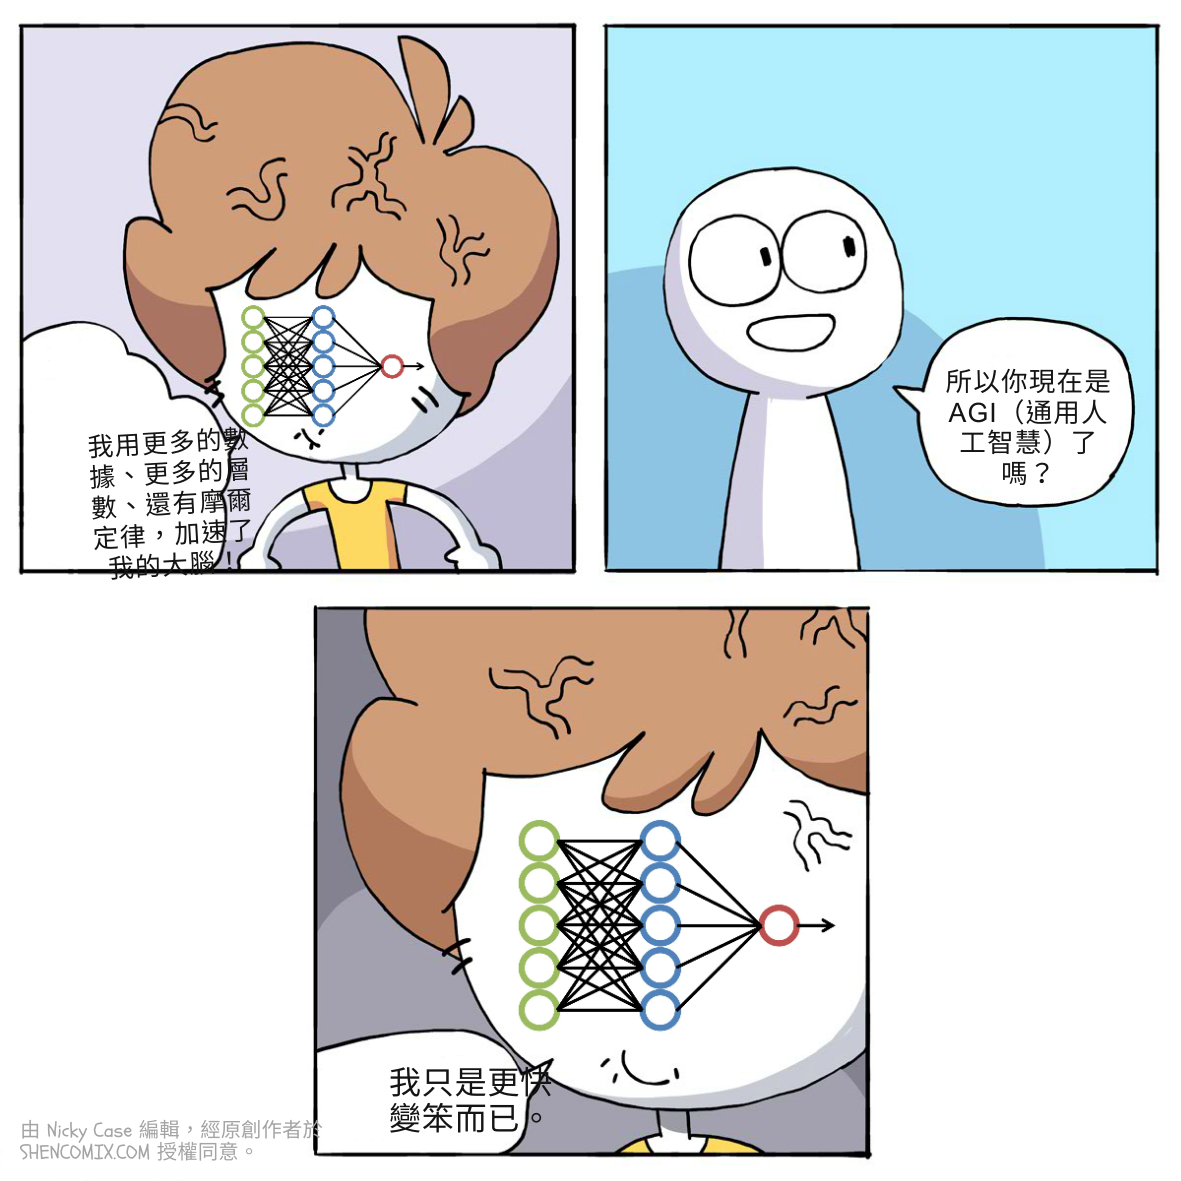 我用更多的數
據、更多的層
數、還有摩爾
定律，加速了
我的大腦！
所以你現在是
AGI（通用人
工智慧）了
嗎？
我只是更快
變笨而已。
由 Nicky Case 編輯，經原創作者於
SHENCOMIX.COM 授權同意。